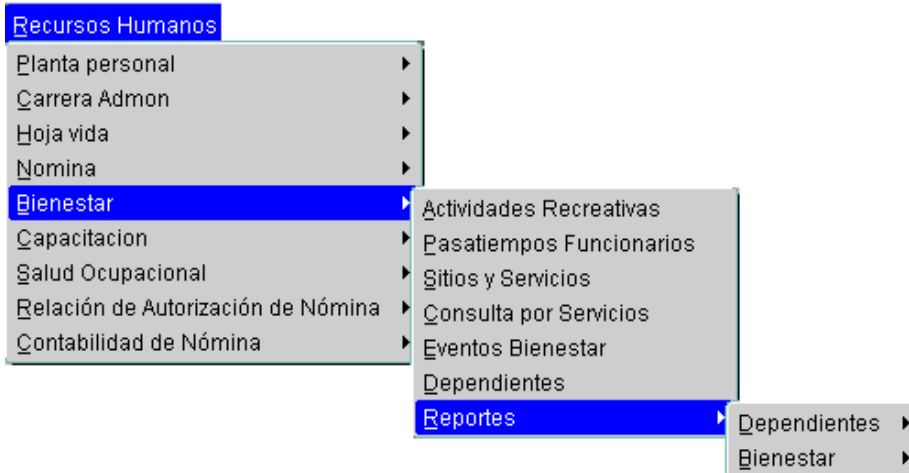 Recursos Humanos
Planta personal
Carrera Admon
Hoja vida
Nomina
Bienestar
Capacitacion
Salud Ocupacional
Relación de Autorización de Nómina
Contabilidad de Nómina
Actividades Recreativas
Pasatiempos Funcionarios
Sitios y Servicios
Consulta por Servicios
Eventos Bienestar
Dependientes
Reportes
Dependientes
Bienestar